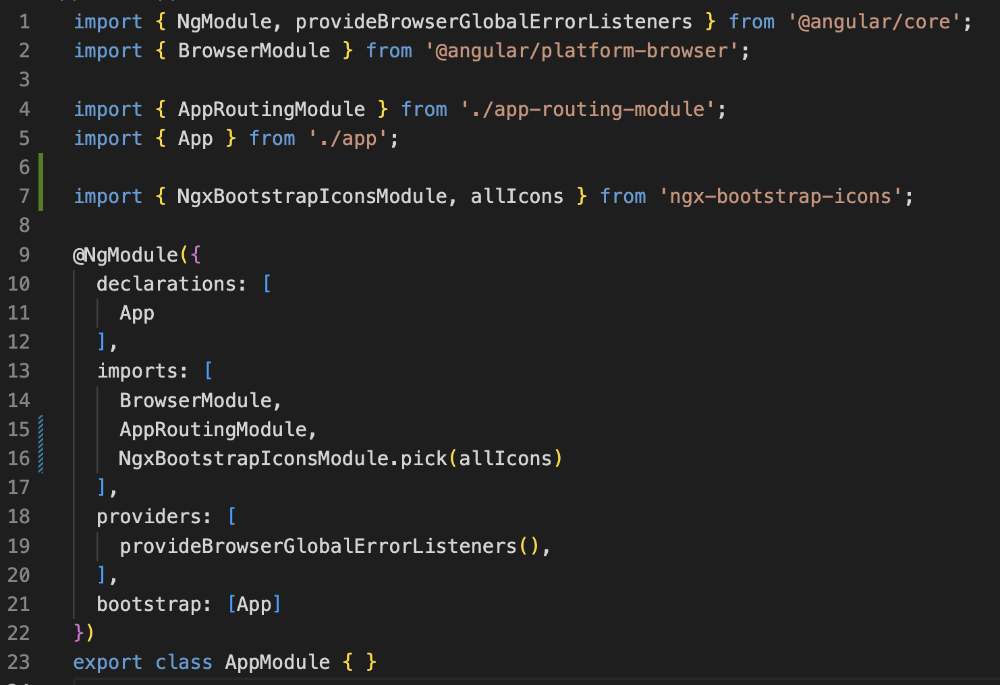 1 import { NgModule, provideBrowserGlobalErrorListeners } from '@angular/core';
2 import { BrowserModule } from '@angular/platform-browser';
3
4 import { AppRoutingModule } from './app-routing-module';
5 import { App } from './app';
6
7 import { NgxBootstrapIconsModule, allIcons } from 'ngx-bootstrap-icons';
8
9 @NgModule({
10   declarations: [
11     App
12   ],
13   imports: [
14     BrowserModule,
15     AppRoutingModule,
16     NgxBootstrapIconsModule.pick(allIcons)
17   ],
18   providers: [
19     provideBrowserGlobalErrorListeners(),
20   ],
21   bootstrap: [App]
22 })
23 export class AppModule { }